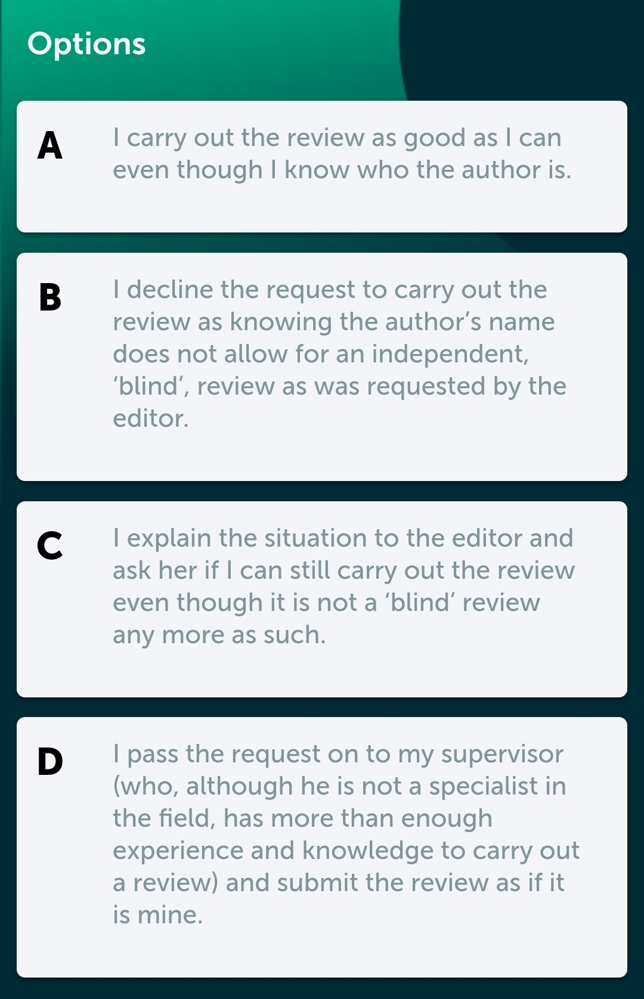 Options
A
I carry out the review as good as I can
even though I know who the author is.
B
I decline the request to carry out the
review as knowing the author’s name
does not allow for an independent,
‘blind’, review as was requested by the
editor.
C
I explain the situation to the editor and
ask her if I can still carry out the review
even though it is not a ‘blind’ review
any more as such.
D
I pass the request on to my supervisor
(who, although he is not a specialist in
the field, has more than enough
experience and knowledge to carry out
a review) and submit the review as if it
is mine.